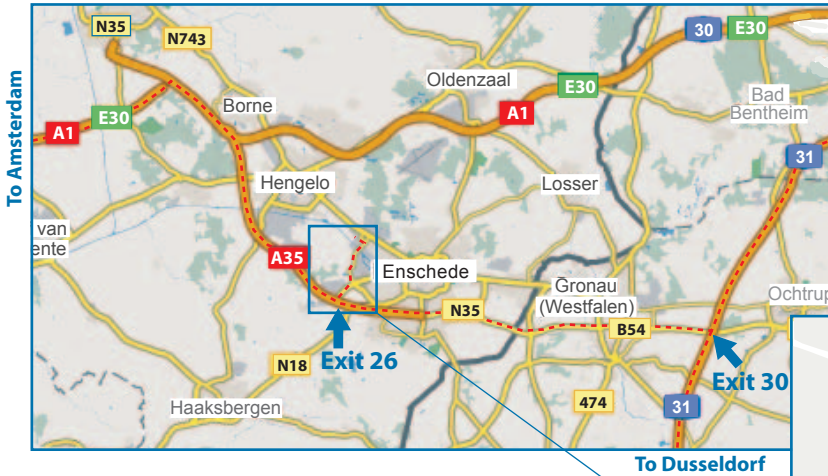 N35
N743
30
E30
Oldenzaal
E30
Bad
Bentheim
E30
Borne
A1
A1
31
To Amsterdam
Hengelo
Losser
van
ente
A35
Enschede
Gronau
(Westfalen)
Ochtrup
N35
B54
Exit 26
N18
Exit 30
Haaksbergen
474
31
To Dusseldorf